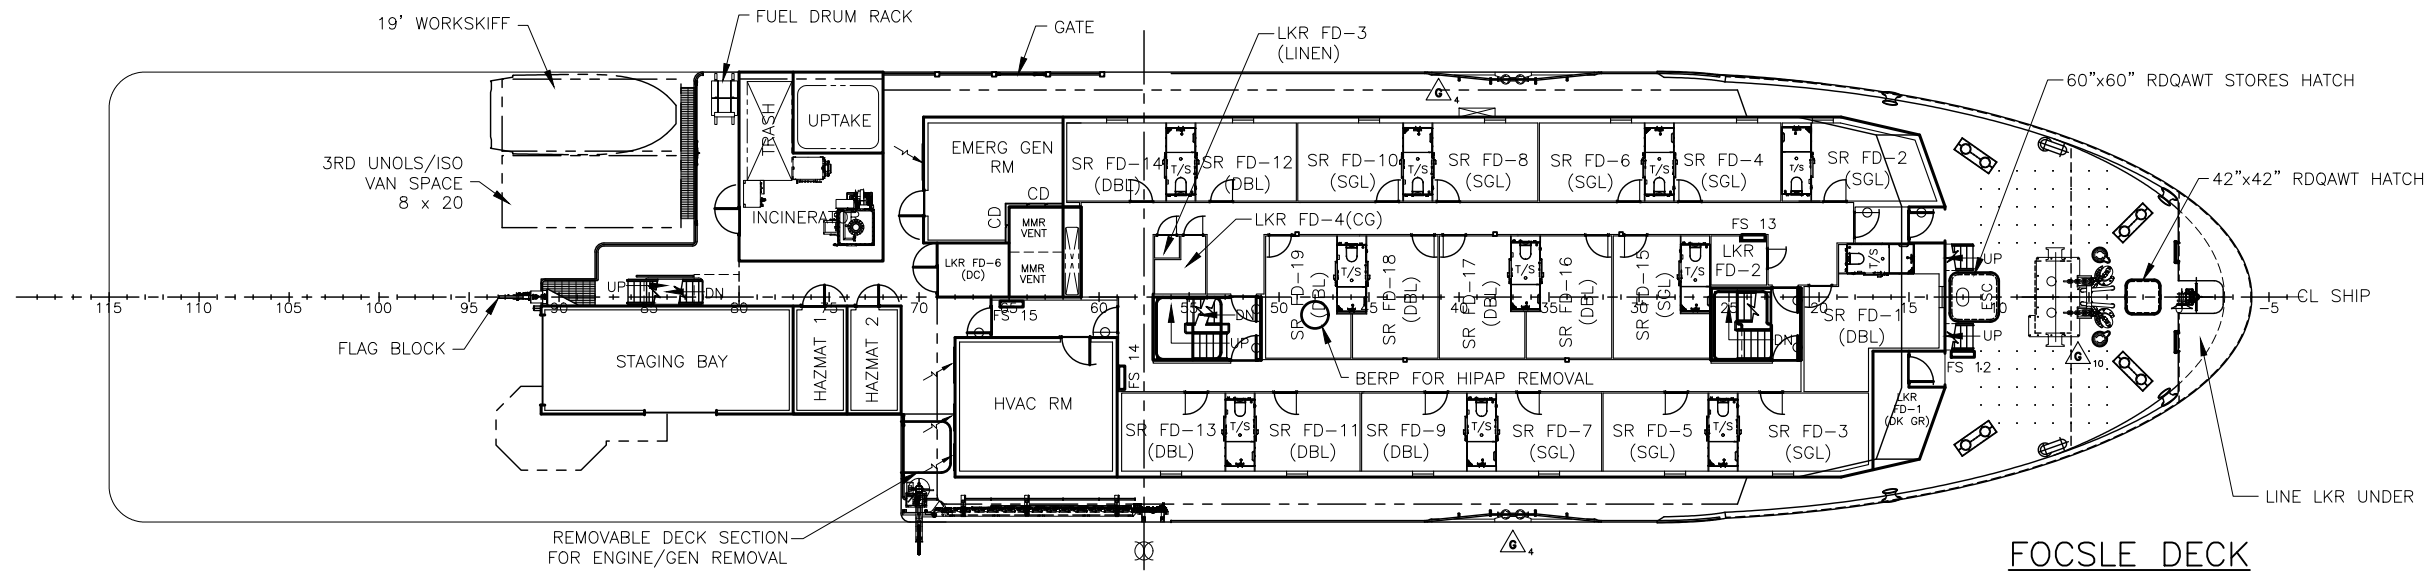 19' WORKSKIFF
FUEL DRUM RACK
GATE
LKR FD-3
(LINEN)
60"x60" RDQAWT STORES HATCH
G
4
TRASH
UPTAKE
3RD UNOLS/ISO
VAN SPACE
8 x 20
EMERG GEN
RM
SR FD-14
(DBL)
T/S
SR FD-12
(DBL)
SR FD-10
(SGL)
T/S
SR FD-8
(SGL)
SR FD-6
(SGL)
T/S
SR FD-4
(SGL)
T/S
SR FD-2
(SGL)
42"x42" RDQAWT HATCH
INCINERATOR
CD
CD
MMR
VENT
MMR
VENT
V
LKR FD-4(CG)
FS 13
LKR FD-6
(DC)
LKR
FD-2
T/S
SR FD-19
(DBL)
T/S
SR FD-18
(DBL)
SR FD-17
(DBL)
T/S
SR FD-16
(DBL)
SR FD-15
(SGL)
T/S
UP
UP
DN
ESC
CL SHIP
115
110
105
100
95
90
85
80
75
70
65
60
55
50
45
40
35
30
25
20
15
10
-5
FS 15
DN
UP
DN
SR FD-1
(DBL)
UP
FLAG BLOCK
STAGING BAY
HAZMAT 1
HAZMAT 2
FS 14
BERP FOR HIPAP REMOVAL
FS 12
G
10
HVAC RM
LKR
FD-1
(DK GR)
SR FD-13
(DBL)
T/S
SR FD-11
(DBL)
SR FD-9
(DBL)
T/S
SR FD-7
(SGL)
SR FD-5
(SGL)
T/S
SR FD-3
(SGL)
LINE LKR UNDER
REMOVABLE DECK SECTION
FOR ENGINE/GEN REMOVAL
G
4
FOCSLE DECK